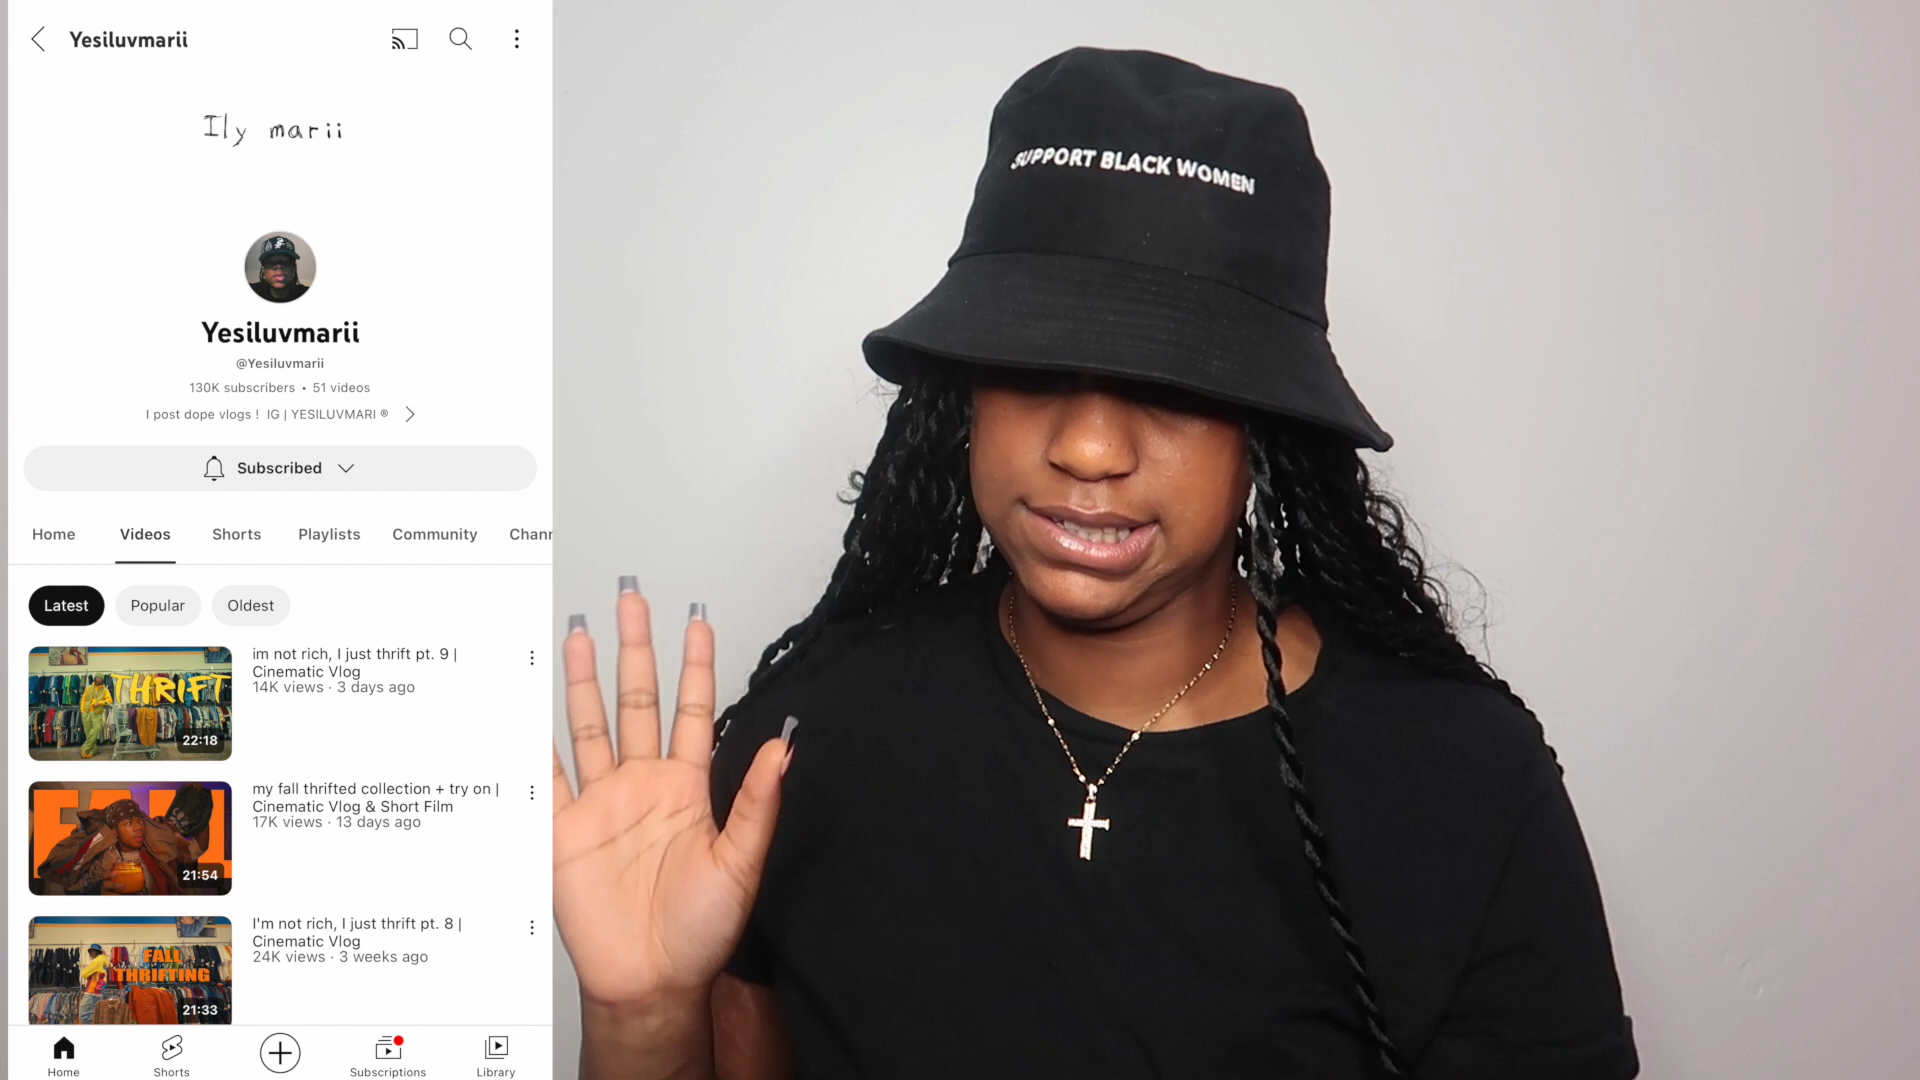 Yesiluvmarii
Ily marii
Yesiluvmarii
@Yesiluvmarii
130K subscribers • 51 videos
I post dope vlogs ! IG | YESILUVMARI ®
Subscribed
Home Videos Shorts Playlists Community Chann
Latest Popular Oldest
THRIFT
22:18
im not rich, I just thrift pt. 9 |
Cinematic Vlog
14K views · 3 days ago
21:54
my fall thrifted collection + try on |
Cinematic Vlog & Short Film
17K views · 13 days ago
FALL
THRIFTING
21:33
I'm not rich, I just thrift pt. 8 |
Cinematic Vlog
24K views · 3 weeks ago
Home Shorts Subscriptions Library
SUPPORT BLACK WOMEN